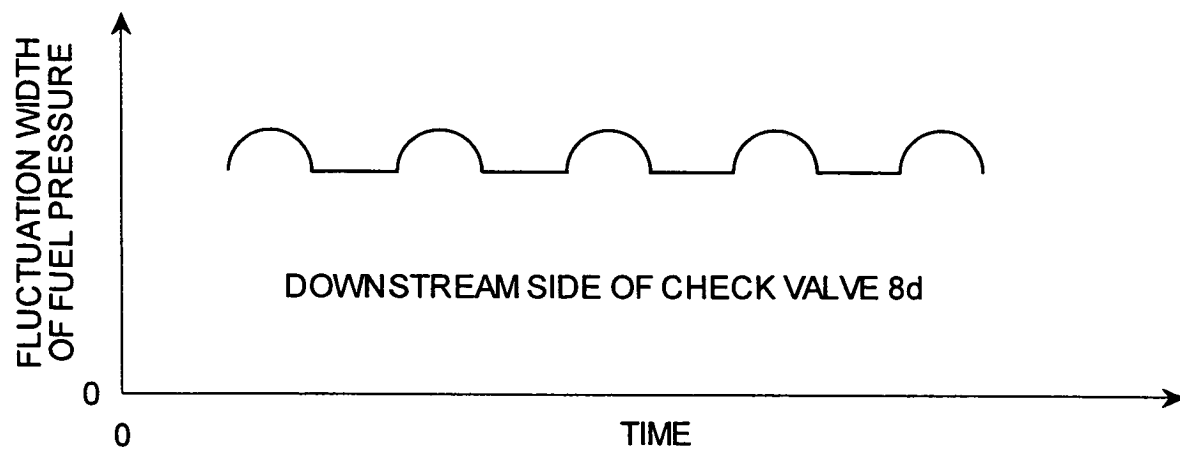 FLUCTUATION WIDTH
OF FUEL PRESSURE
DOWNSTREAM SIDE OF CHECK VALVE 8d
0
0
TIME